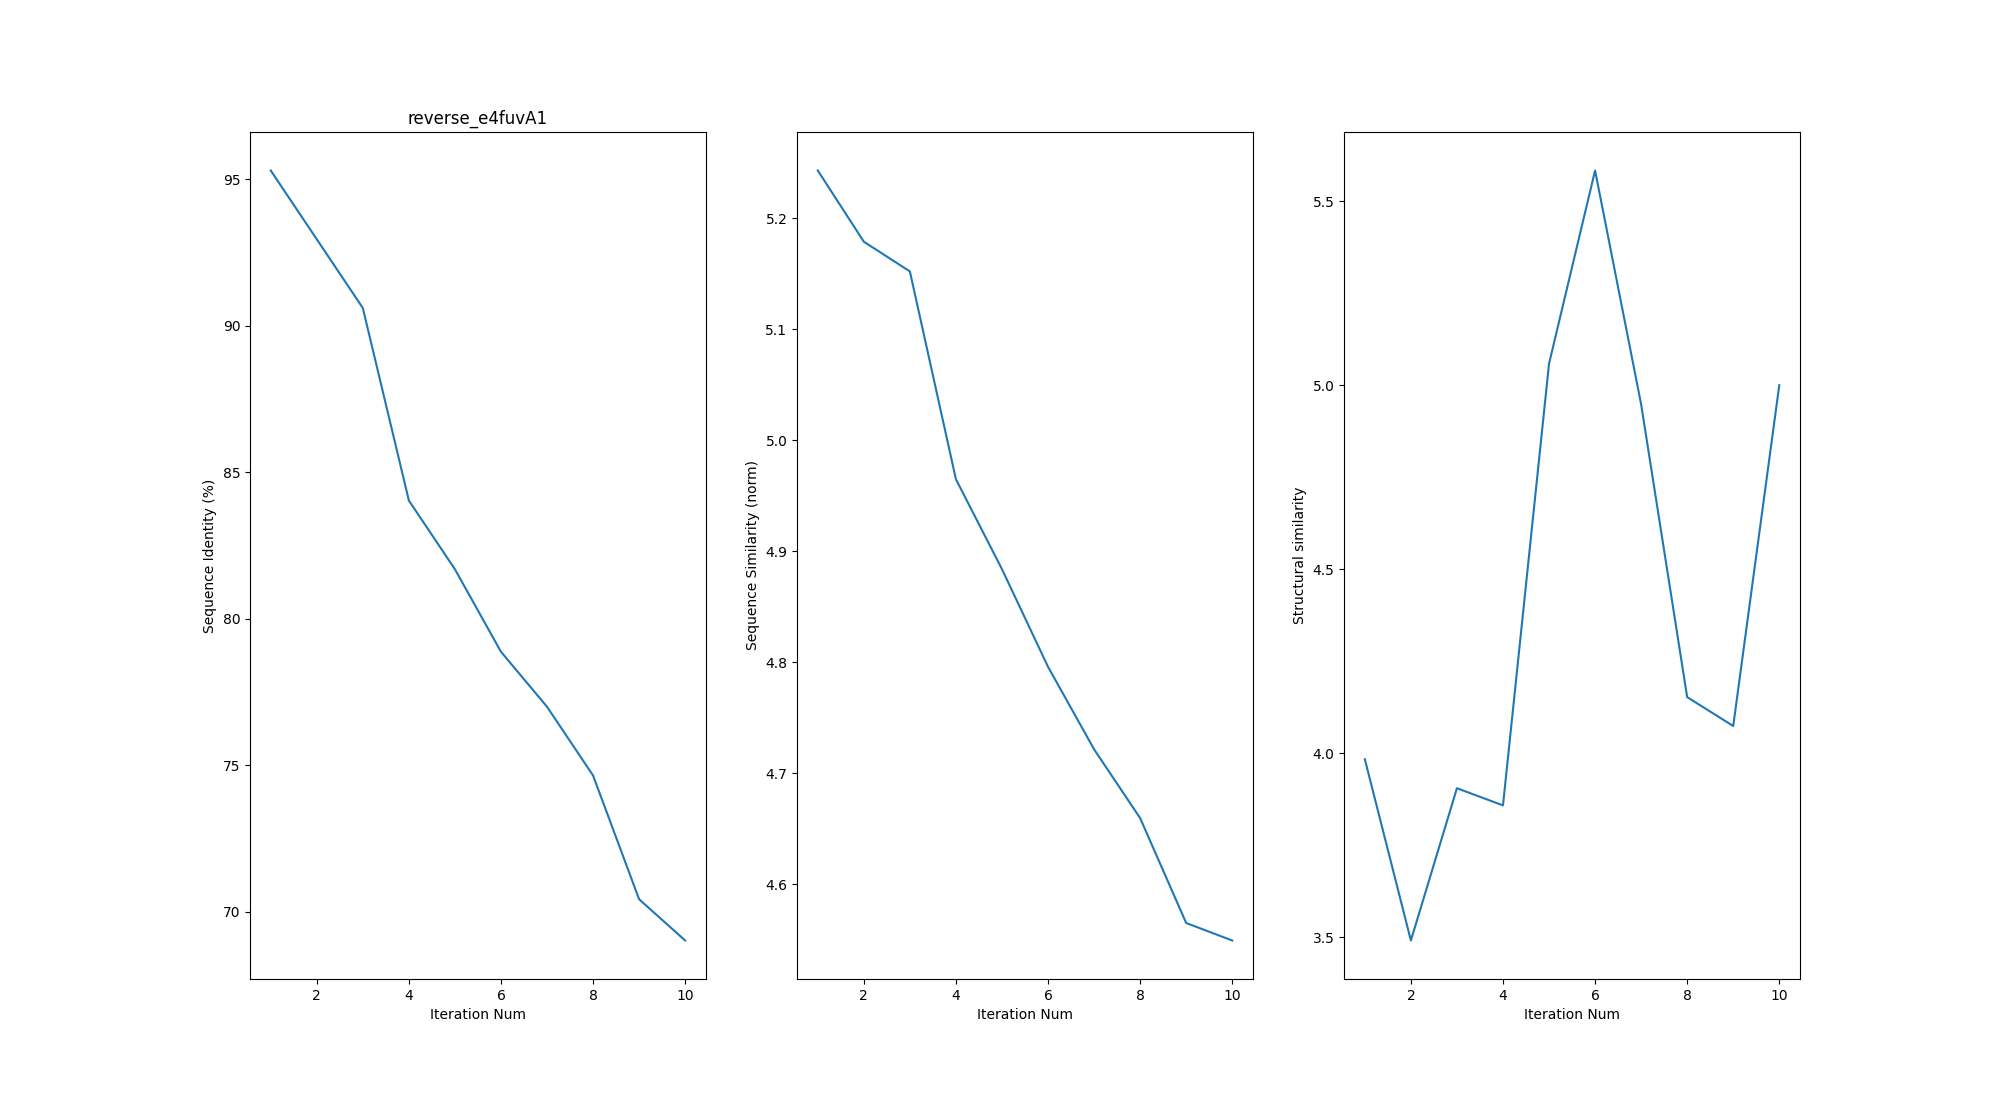 reverse_e4fuvA1
Sequence Identity (%)
95
90
85
80
75
70
2 4 6 8 10
Iteration Num
Sequence Similarity (norm)
5.2
5.1
5.0
4.9
4.8
4.7
4.6
2 4 6 8 10
Iteration Num
Structural similarity
5.5
5.0
4.5
4.0
3.5
2 4 6 8 10
Iteration Num